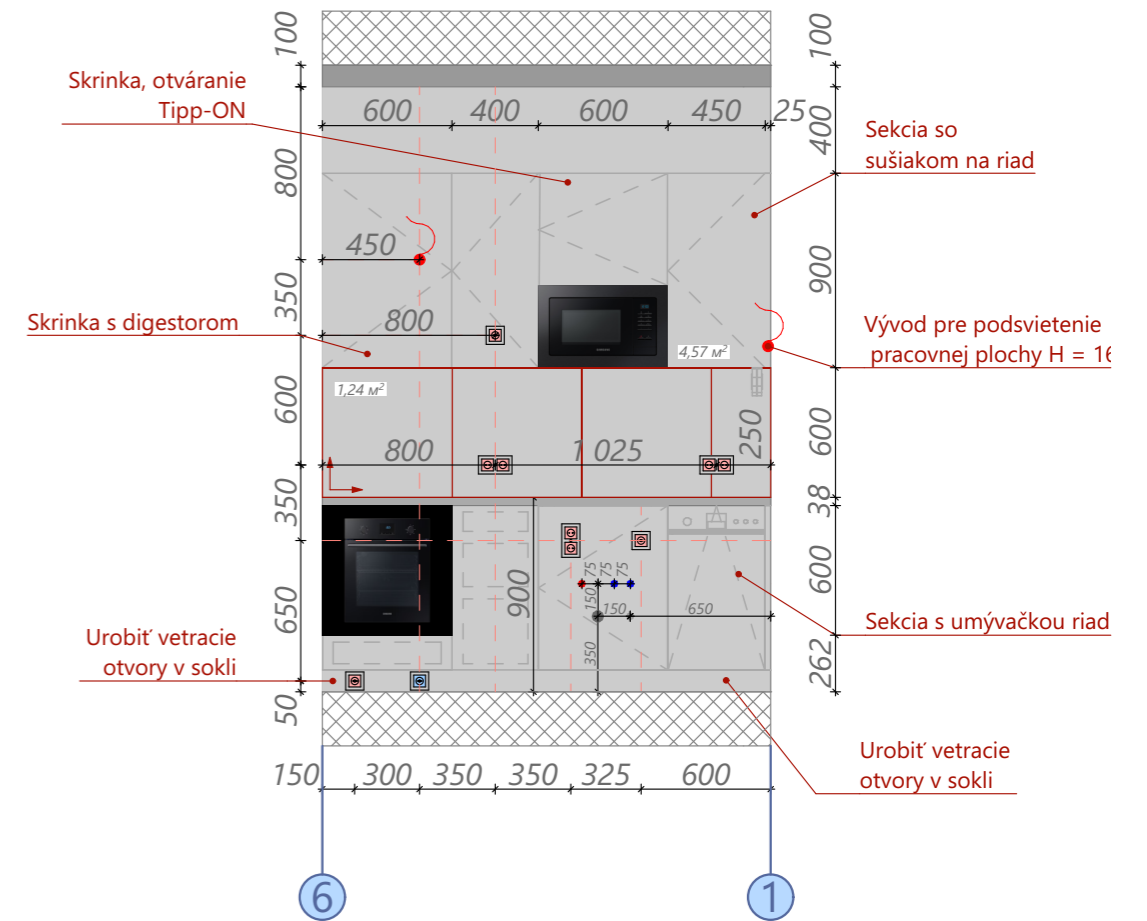 100
100
Skrinka, otváranie
Tipp-ON
600
400
600
450
25
400
Sekcia so
sušiakom na riad
800
450
900
350
Skrinka s digestorom
800
Vývod pre podsvietenie
pracovnej plochy H = 16
4,57 м²
1,24 м²
600
600
800
1 025
250
350
38
900
75
75
75
150
150
650
350
600
650
Sekcia s umývačkou riad
Urobiť vetracie
otvory v sokli
262
50
Urobiť vetracie
otvory v sokli
150
300
350
350
325
600
6
1